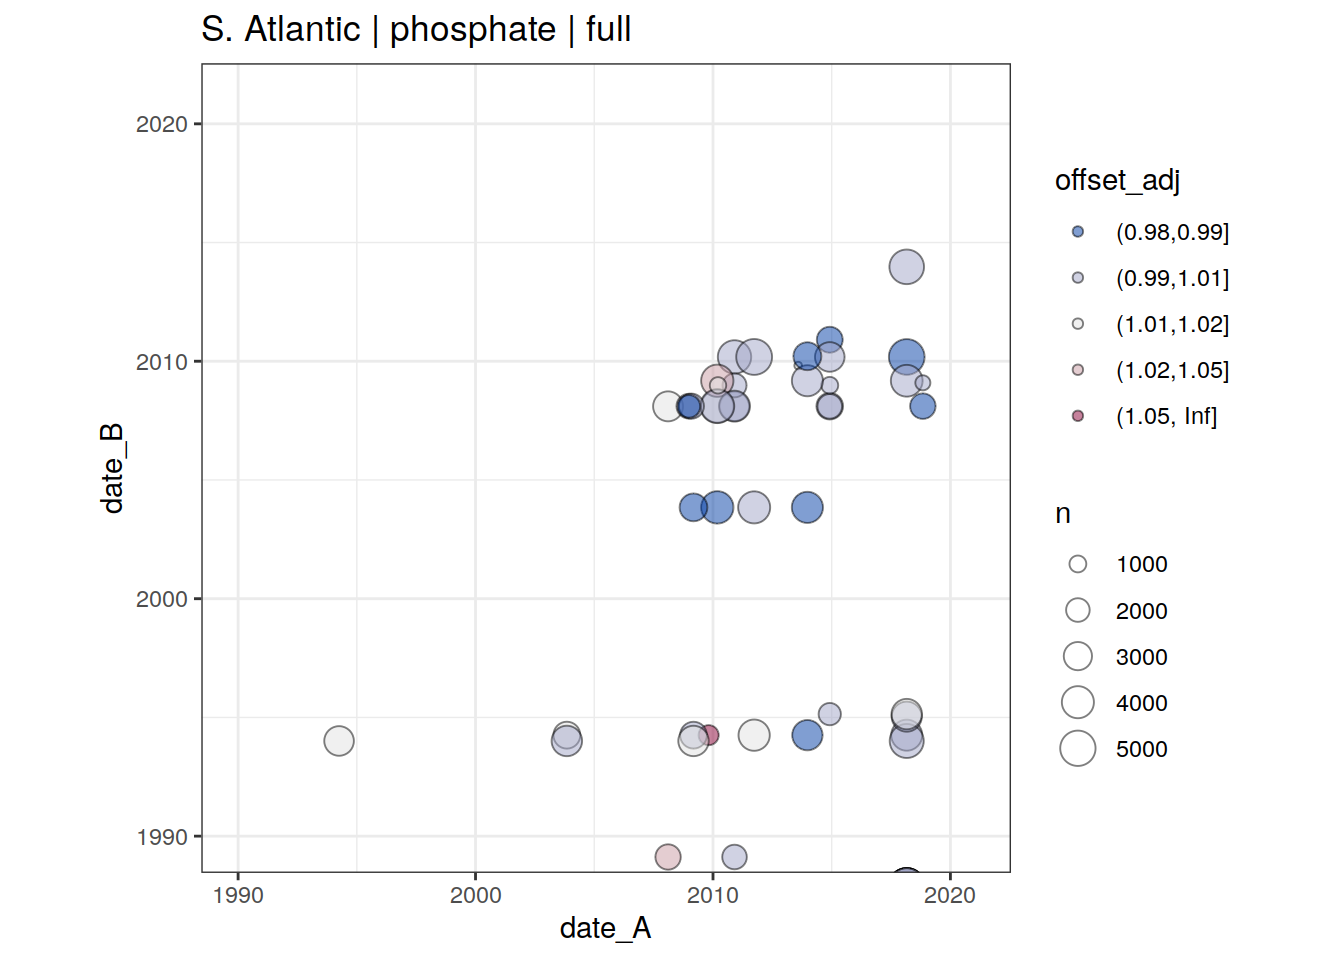 S. Atlantic | phosphate | full
date_B
2020
2010
2000
1990
1990 2000 2010 2020
date_A
offset_adj
(0.98,0.99]
(0.99,1.01]
(1.01,1.02]
(1.02,1.05]
(1.05, Inf]
n
1000
2000
3000
4000
5000